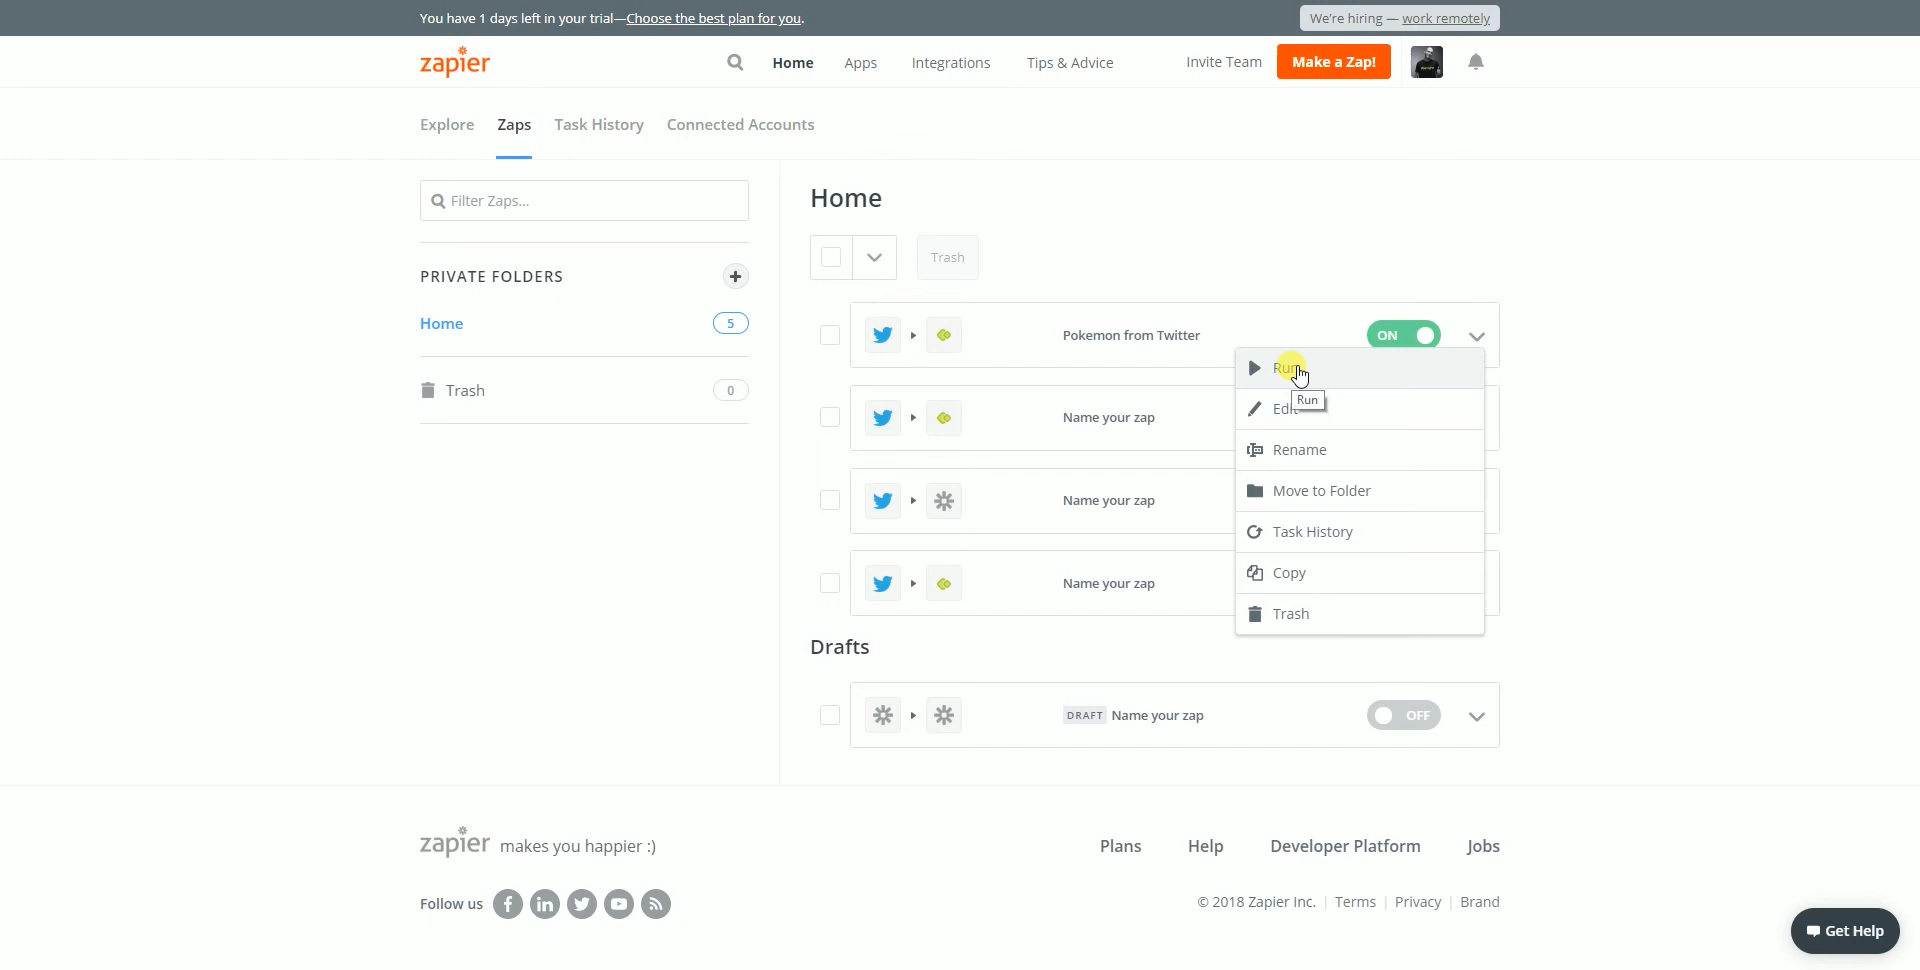 You have 1 days left in your trial—Choose the best plan for you.
We're hiring — work remotely
zapier
Home
Apps
Integrations
Tips & Advice
Invite Team
Make a Zap!
Explore
Zaps
Task History
Connected Accounts
Filter Zaps...
PRIVATE FOLDERS
Home
5
Trash
0
Home
Trash
Pokemon from Twitter
ON
Run
Run
Edit
Rename
Move to Folder
Task History
Copy
Trash
Name your zap
Name your zap
Name your zap
Drafts
DRAFT Name your zap
OFF
zapier makes you happier :)
Plans
Help
Developer Platform
Jobs
Follow us
© 2018 Zapier Inc.
Terms
Privacy
Brand
Get Help